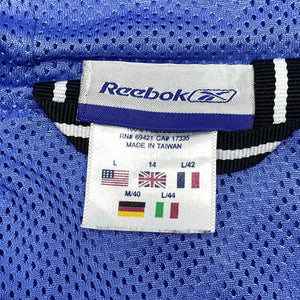 Reebok
RN# 69421 CA# 17335
MADE IN TAIWAN
L 14 L/42
M/40 L/44